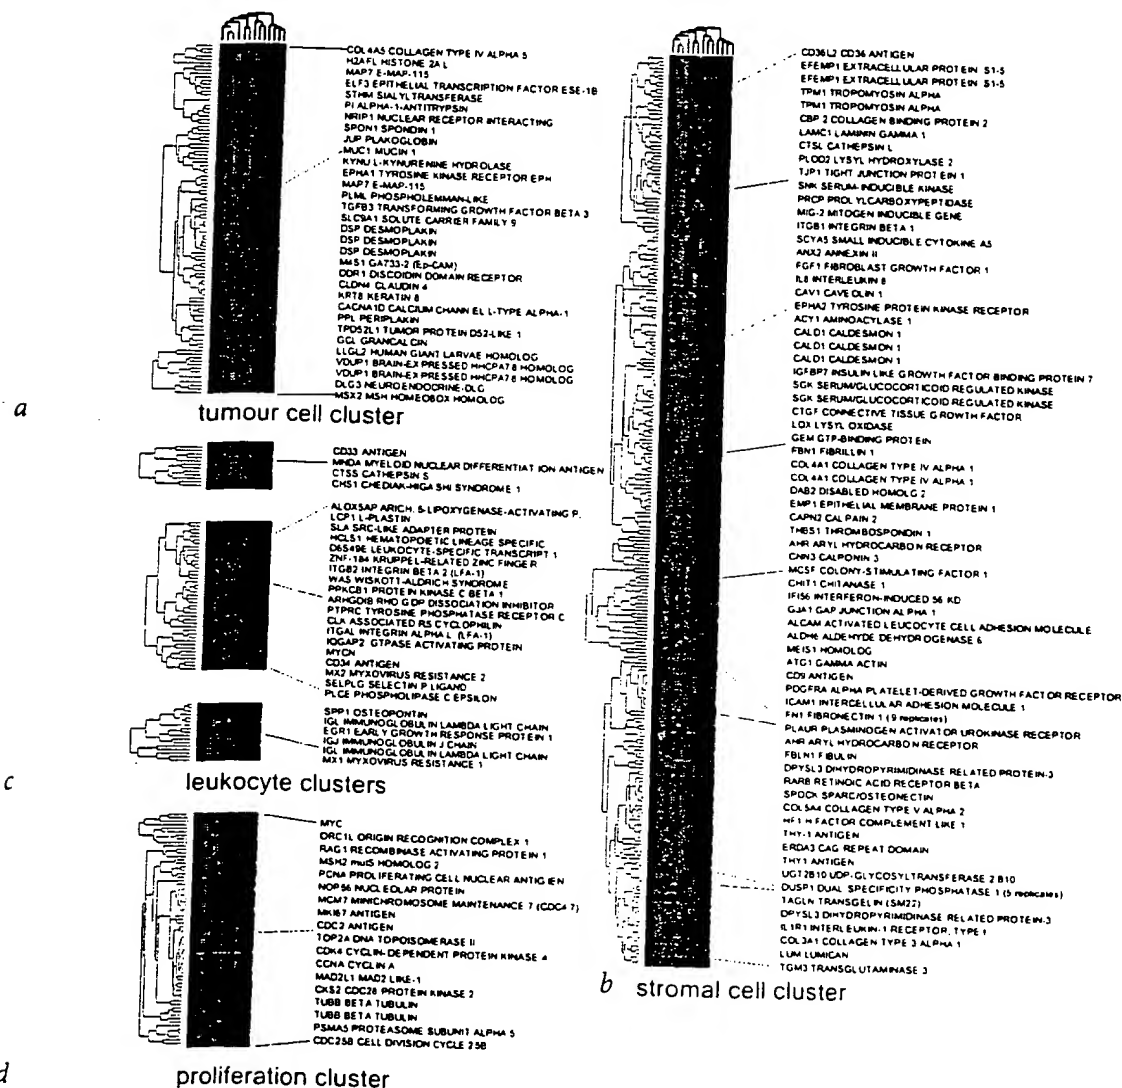 COL4A5 COLLAGEN TYPE IV ALPHA 5
H2AFL HISTONE 2A L
MAP7 E-MAP-115
ELF3 EPITHELIAL TRANSCRIPTION FACTOR ESE-1B
STHM SIALYLTRANSFERASE
PI ALPHA-1-ANTITRYPSIN
NRIP1 NUCLEAR RECEPTOR INTERACTING
SPON1 SPONDIN 1
JUP PLAKOGLOBIN
MUC1 MUCIN 1
KYNU L-KYNURENINE HYDROLASE
EPHA1 TYROSINE KINASE RECEPTOR EPH
MAP7 E-MAP-115
PLML PHOSPHOLEMMAN-LIKE
TGFB3 TRANSFORMING GROWTH FACTOR BETA 3
SLC9A1 SOLUTE CARRIER FAMILY 9
DSP DESMOPLAKIN
DSP DESMOPLAKIN
DSP DESMOPLAKIN
M4S1 GA733-2 (Ep-CAM)
DDR1 DISCOIDIN DOMAIN RECEPTOR
CLDN4 CLAUDIN 4
KRT8 KERATIN 8
CACNA1D CALCIUM CHANNEL L-TYPE ALPHA-1
PPL PERIPLAKIN
TPD52L1 TUMOR PROTEIN D52-LIKE 1
GCL GRANCALCIN
LLGL2 HUMAN GIANT LARVAE HOMOLOG
VDUP1 BRAIN-EXPRESSED HHCPA78 HOMOLOG
VDUP1 BRAIN-EXPRESSED HHCPA78 HOMOLOG
DLG3 NEUROENDOCRINE-DLG
MSX2 MSH HOMEOBOX HOMOLOG
a tumour cell cluster
CD33 ANTIGEN
MNDA MYELOID NUCLEAR DIFFERENTIATION ANTIGEN
CTSS CATHEPSIN S
CHS1 CHEDIAK-HIGASHI SYNDROME 1
ALOX5AP ARICH. 5-LIPOXYGENASE-ACTIVATING P.
LCP1 L-PLASTIN
SLA SRC-LIKE ADAPTER PROTEIN
HCLS1 HEMATOPOETIC LINEAGE SPECIFIC
D6S49E LEUKOCYTE-SPECIFIC TRANSCRIPT 1
ZNF-184 KRUPPEL-RELATED ZINC FINGER
ITGB2 INTEGRIN BETA 2 (LFA-1)
WAS WISKOTT-ALDRICH SYNDROME
PPKCB1 PROTEIN KINASE C BETA 1
ARHGDIB RHO GDP DISSOCIATION INHIBITOR
PTPRC TYROSINE PHOSPHATASE RECEPTOR C
CLK ASSOCIATED RS CYCLOPHILIN
ITGAL INTEGRIN ALPHA L (LFA-1)
IQGAP2 GTPASE ACTIVATING PROTEIN
MYCN
CD34 ANTIGEN
MX2 MYXOVIRUS RESISTANCE 2
SELPLG SELECTIN P LIGAND
PLCE PHOSPHOLIPASE C EPSILON
SPP1 OSTEOPONTIN
IGL IMMUNOGLOBULIN LAMBDA LIGHT CHAIN
EGR1 EARLY GROWTH RESPONSE PROTEIN 1
IGJ IMMUNOGLOBULIN J CHAIN
IGL IMMUNOGLOBULIN LAMBDA LIGHT CHAIN
MX1 MYXOVIRUS RESISTANCE 1
c leukocyte clusters
MYC
ORC1L ORIGIN RECOGNITION COMPLEX 1
RAG1 RECOMBINASE ACTIVATING PROTEIN 1
MSH2 mutS HOMOLOG 2
PCNA PROLIFERATING CELL NUCLEAR ANTIGIEN
NOP56 NUCLEOLAR PROTEIN
MCM7 MINICHROMOSOME MAINTENANCE 7 (CDC47)
MKI67 ANTIGEN
CDC2 ANTIGEN
TOP2A DNA TOPOISOMERASE II
CDK4 CYCLIN-DEPENDENT PROTEIN KINASE 4
CCNA CYCLIN A
MAD2L1 MAD2 LIKE-1
CKS2 CDC28 PROTEIN KINASE 2
TUBB BETA TUBULIN
TUBB BETA TUBULIN
PSMA5 PROTEASOME SUBUNIT ALPHA 5
CDC25B CELL DIVISION CYCLE 25B
d proliferation cluster
CD36L2 CD36 ANTIGEN
EFEMP1 EXTRACELLULAR PROTEIN S1-5
EFEMP1 EXTRACELLULAR PROTEIN S1-5
TPM1 TROPOMYOSIN ALPHA
TPM1 TROPOMYOSIN ALPHA
CBP 2 COLLAGEN BINDING PROTEIN 2
LAMC1 LAMININ GAMMA 1
CTSL CATHEPSIN L
PLOD2 LYSYL HYDROXYLASE 2
TJP1 TIGHT JUNCTION PROTEIN 1
SNK SERUM-INDUCIBLE KINASE
PRCP PROLYLCARBOXYPEPTIDASE
MIG-2 MITOGEN INDUCIBLE GENE
ITGB1 INTEGRIN BETA 1
SCYA5 SMALL INDUCIBLE CYTOKINE A5
ANX2 ANNEXIN II
FGF1 FIBROBLAST GROWTH FACTOR 1
IL8 INTERLEUKIN 8
CAV1 CAVEOLIN 1
EPHA2 TYROSINE PROTEIN KINASE RECEPTOR
ACY1 AMINOACYLASE 1
CALD1 CALDESMON 1
CALD1 CALDESMON 1
CALD1 CALDESMON 1
IGFBP7 INSULIN LIKE GROWTH FACTOR BINDING PROTEIN 7
SGK SERUM/GLUCOCORTICOID REGULATED KINASE
SGK SERUM/GLUCOCORTICOID REGULATED KINASE
CTGF CONNECTIVE TISSUE GROWTH FACTOR
LOX LYSYL OXIDASE
GEM GTP-BINDING PROTEIN
FBN1 FIBRILLIN 1
COL4A1 COLLAGEN TYPE IV ALPHA 1
COL4A1 COLLAGEN TYPE IV ALPHA 1
DAB2 DISABLED HOMOLG 2
EMP1 EPITHELIAL MEMBRANE PROTEIN 1
CAPN2 CALPAIN 2
THBS1 THROMBOSPONDIN 1
AHR ARYL HYDROCARBON RECEPTOR
CNN3 CALPONIN 3
MCSF COLONY-STIMULATING FACTOR 1
CHIT1 CHITANASE 1
IFI56 INTERFERON-INDUCED 56 KD
GJA1 GAP JUNCTION ALPHA 1
ALCAM ACTIVATED LEUCOCYTE CELL ADHESION MOLECULE
ALDH6 ALDEHYDE DEHYDROGENASE 6
MEIS1 HOMOLOG
ATG1 GAMMA ACTIN
CD9 ANTIGEN
PDGFRA ALPHA PLATELET-DERIVED GROWTH FACTOR RECEPTOR
ICAM1 INTERCELLULAR ADHESION MOLECULE 1
FN1 FIBRONECTIN 1 (9 replicates)
PLAUR PLASMINOGEN ACTIVATOR UROKINASE RECEPTOR
AHR ARYL HYDROCARBON RECEPTOR
FBLN1 FIBULIN
DPYSL3 DIHYDROPYRIMIDINASE RELATED PROTEIN-3
RARB RETINOIC ACID RECEPTOR BETA
SPOCK SPARC/OSTEONECTIN
COL5A4 COLLAGEN TYPE V ALPHA 2
HF1 H FACTOR COMPLEMENT LIKE 1
THY-1 ANTIGEN
ERDA3 CAG REPEAT DOMAIN
THY1 ANTIGEN
UGT2B10 UDP-GLYCOSYLTRANSFERASE 2 B10
DUSP1 DUAL SPECIFICITY PHOSPHATASE 1 (5 replicates)
TAGLN TRANSGELIN (SM22)
DPYSL3 DIHYDROPYRIMIDINASE RELATED PROTEIN-3
IL1R1 INTERLEUKIN-1 RECEPTOR, TYPE 1
COL3A1 COLLAGEN TYPE 3 ALPHA 1
LUM LUMICAN
TGM3 TRANSGLUTAMINASE 3
b stromal cell cluster